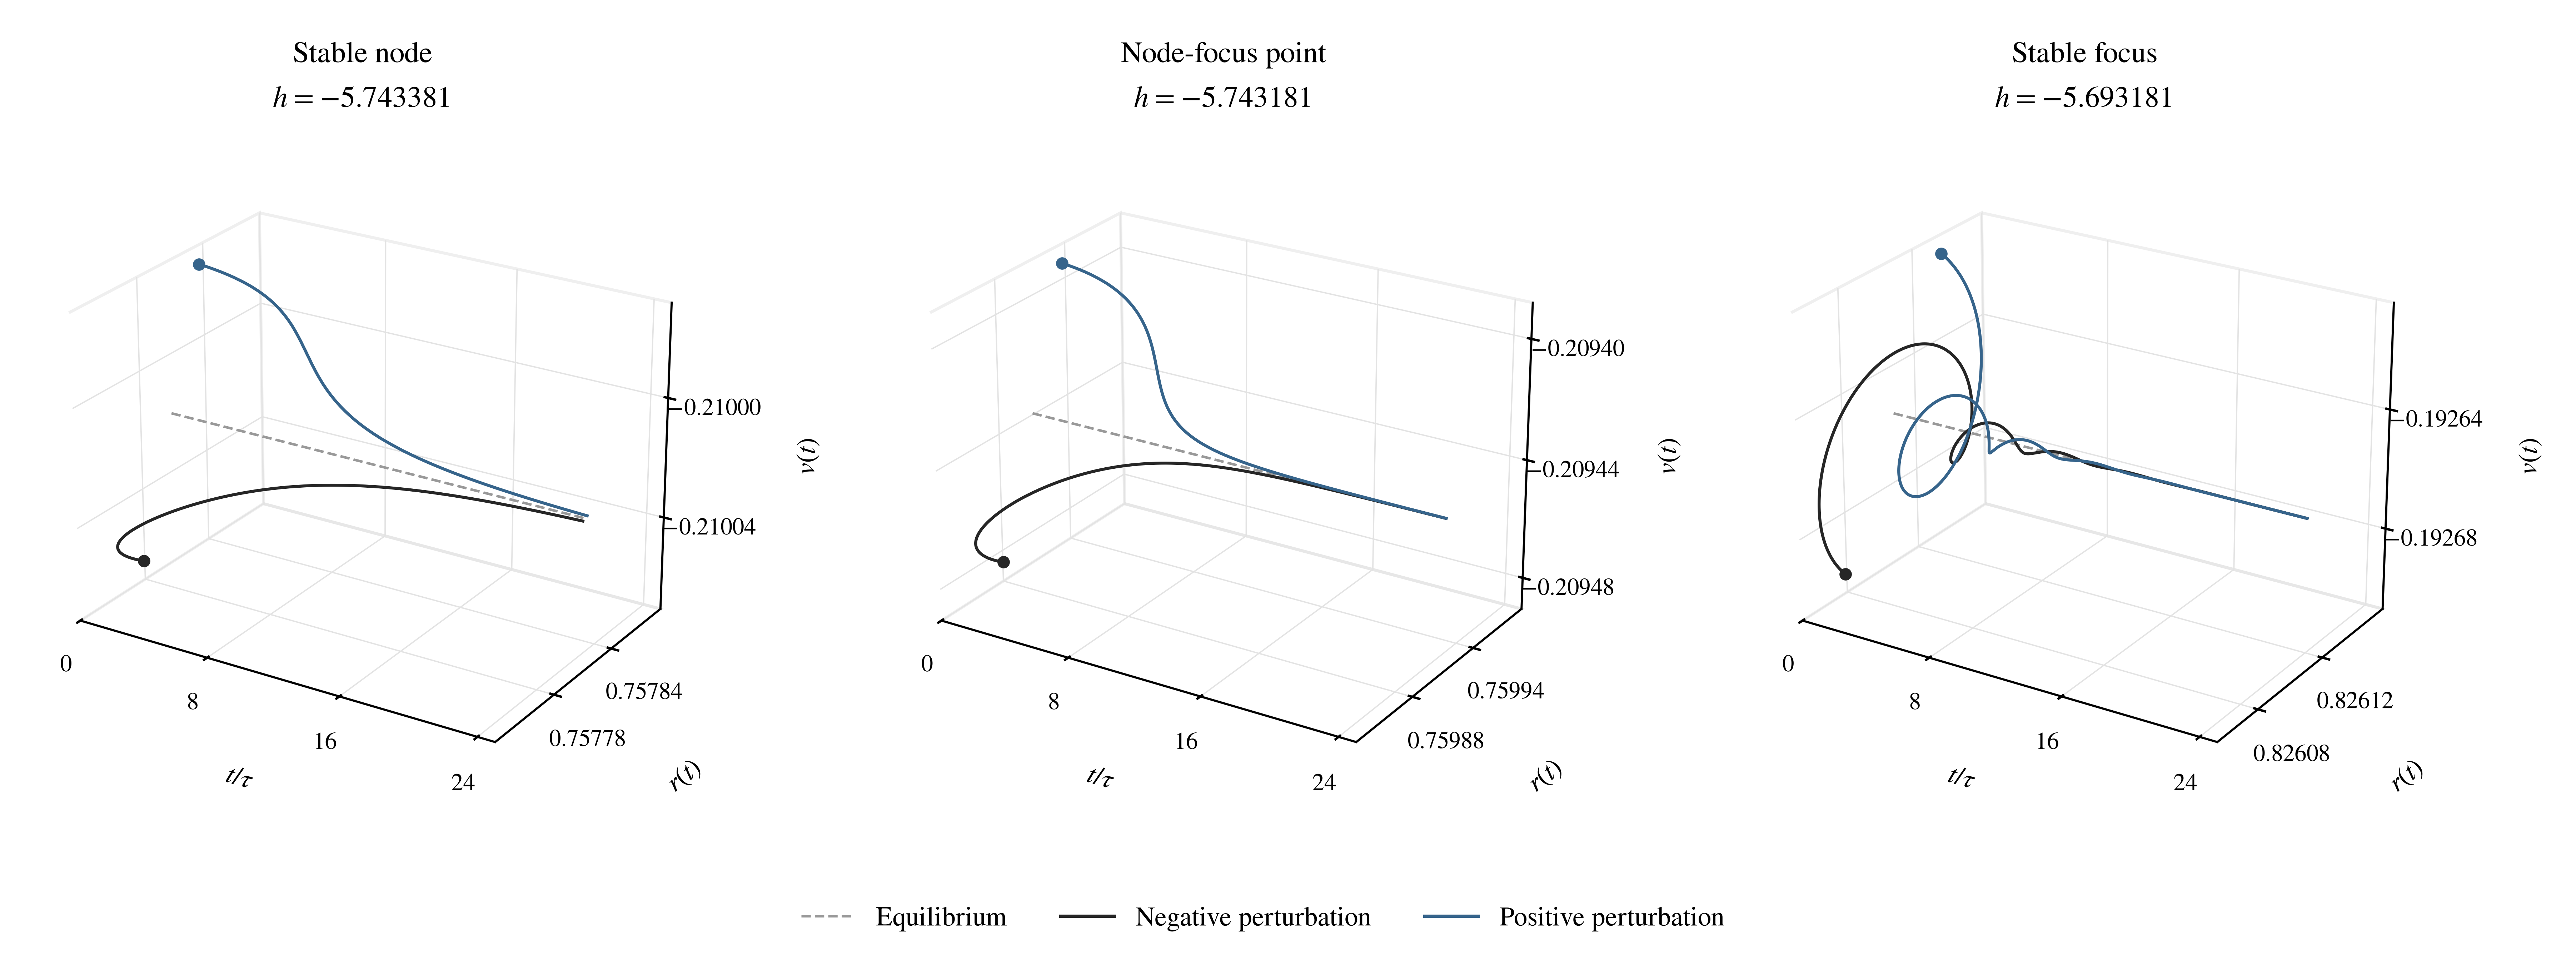 Stable node
h = −5.743381
−0.21000
−0.21004
v(t)
0
8
16
24
t/τ
0.75784
0.75778
r(t)
Node-focus point
h = −5.743181
−0.20940
−0.20944
−0.20948
v(t)
0
8
16
24
t/τ
0.75994
0.75988
r(t)
Stable focus
h = −5.693181
−0.19264
−0.19268
v(t)
0
8
16
24
t/τ
0.82612
0.82608
r(t)
Equilibrium
Negative perturbation
Positive perturbation